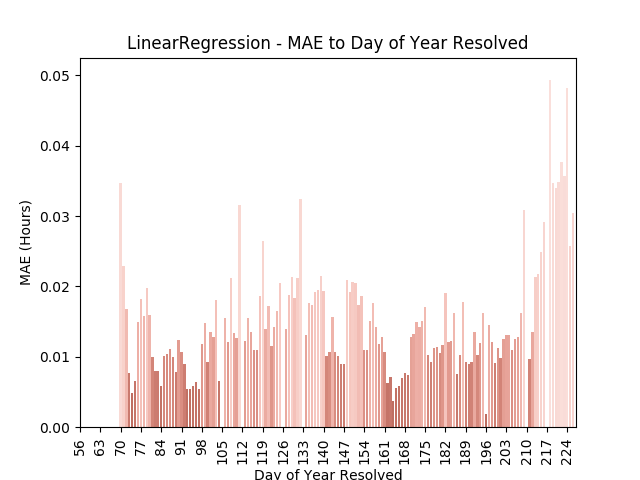 LinearRegression - MAE to Day of Year Resolved
0.05
0.04
0.03
0.02
0.01
0.00
MAE (Hours)
56 63 70 77 84 91 98 105 112 119 126 133 140 147 154 161 168 175 182 189 196 203 210 217 224
Day of Year Resolved